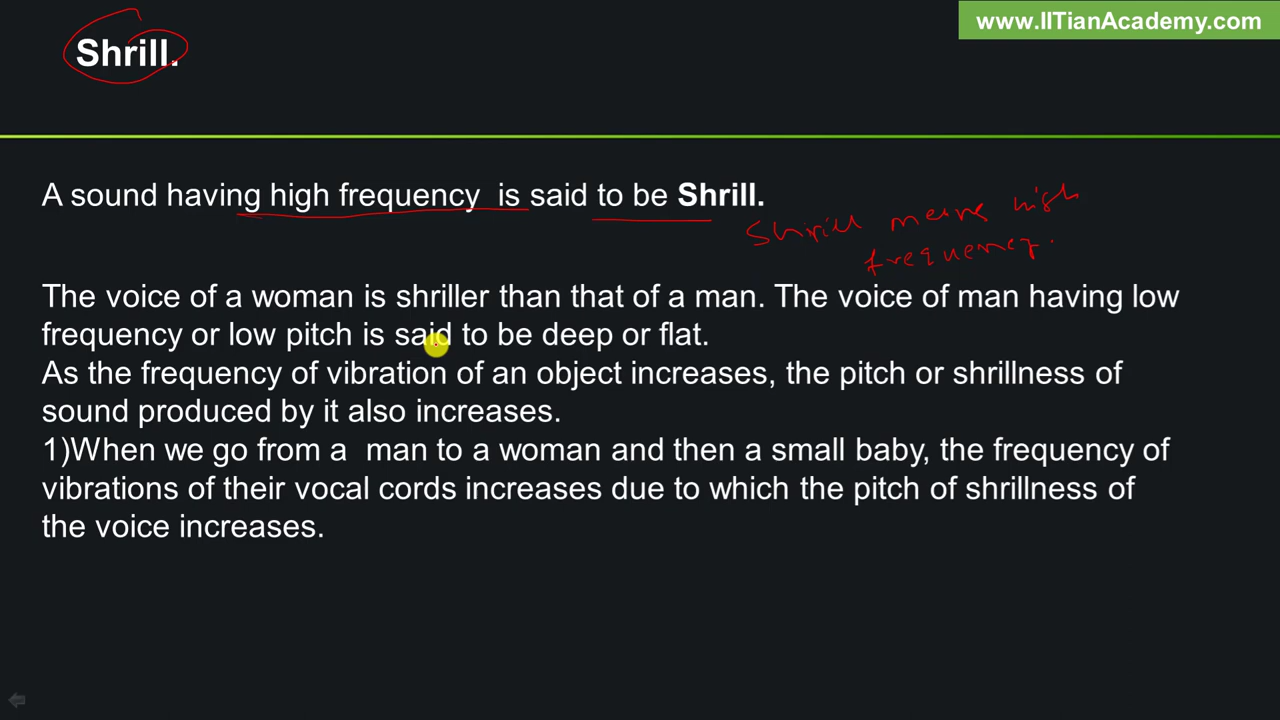 www.IITianAcademy.com
Shrill.
A sound having high frequency is said to be Shrill.
Shrill means high
frequency.
The voice of a woman is shriller than that of a man. The voice of man having low
frequency or low pitch is said to be deep or flat.
As the frequency of vibration of an object increases, the pitch or shrillness of
sound produced by it also increases.
1)When we go from a man to a woman and then a small baby, the frequency of
vibrations of their vocal cords increases due to which the pitch of shrillness of
the voice increases.